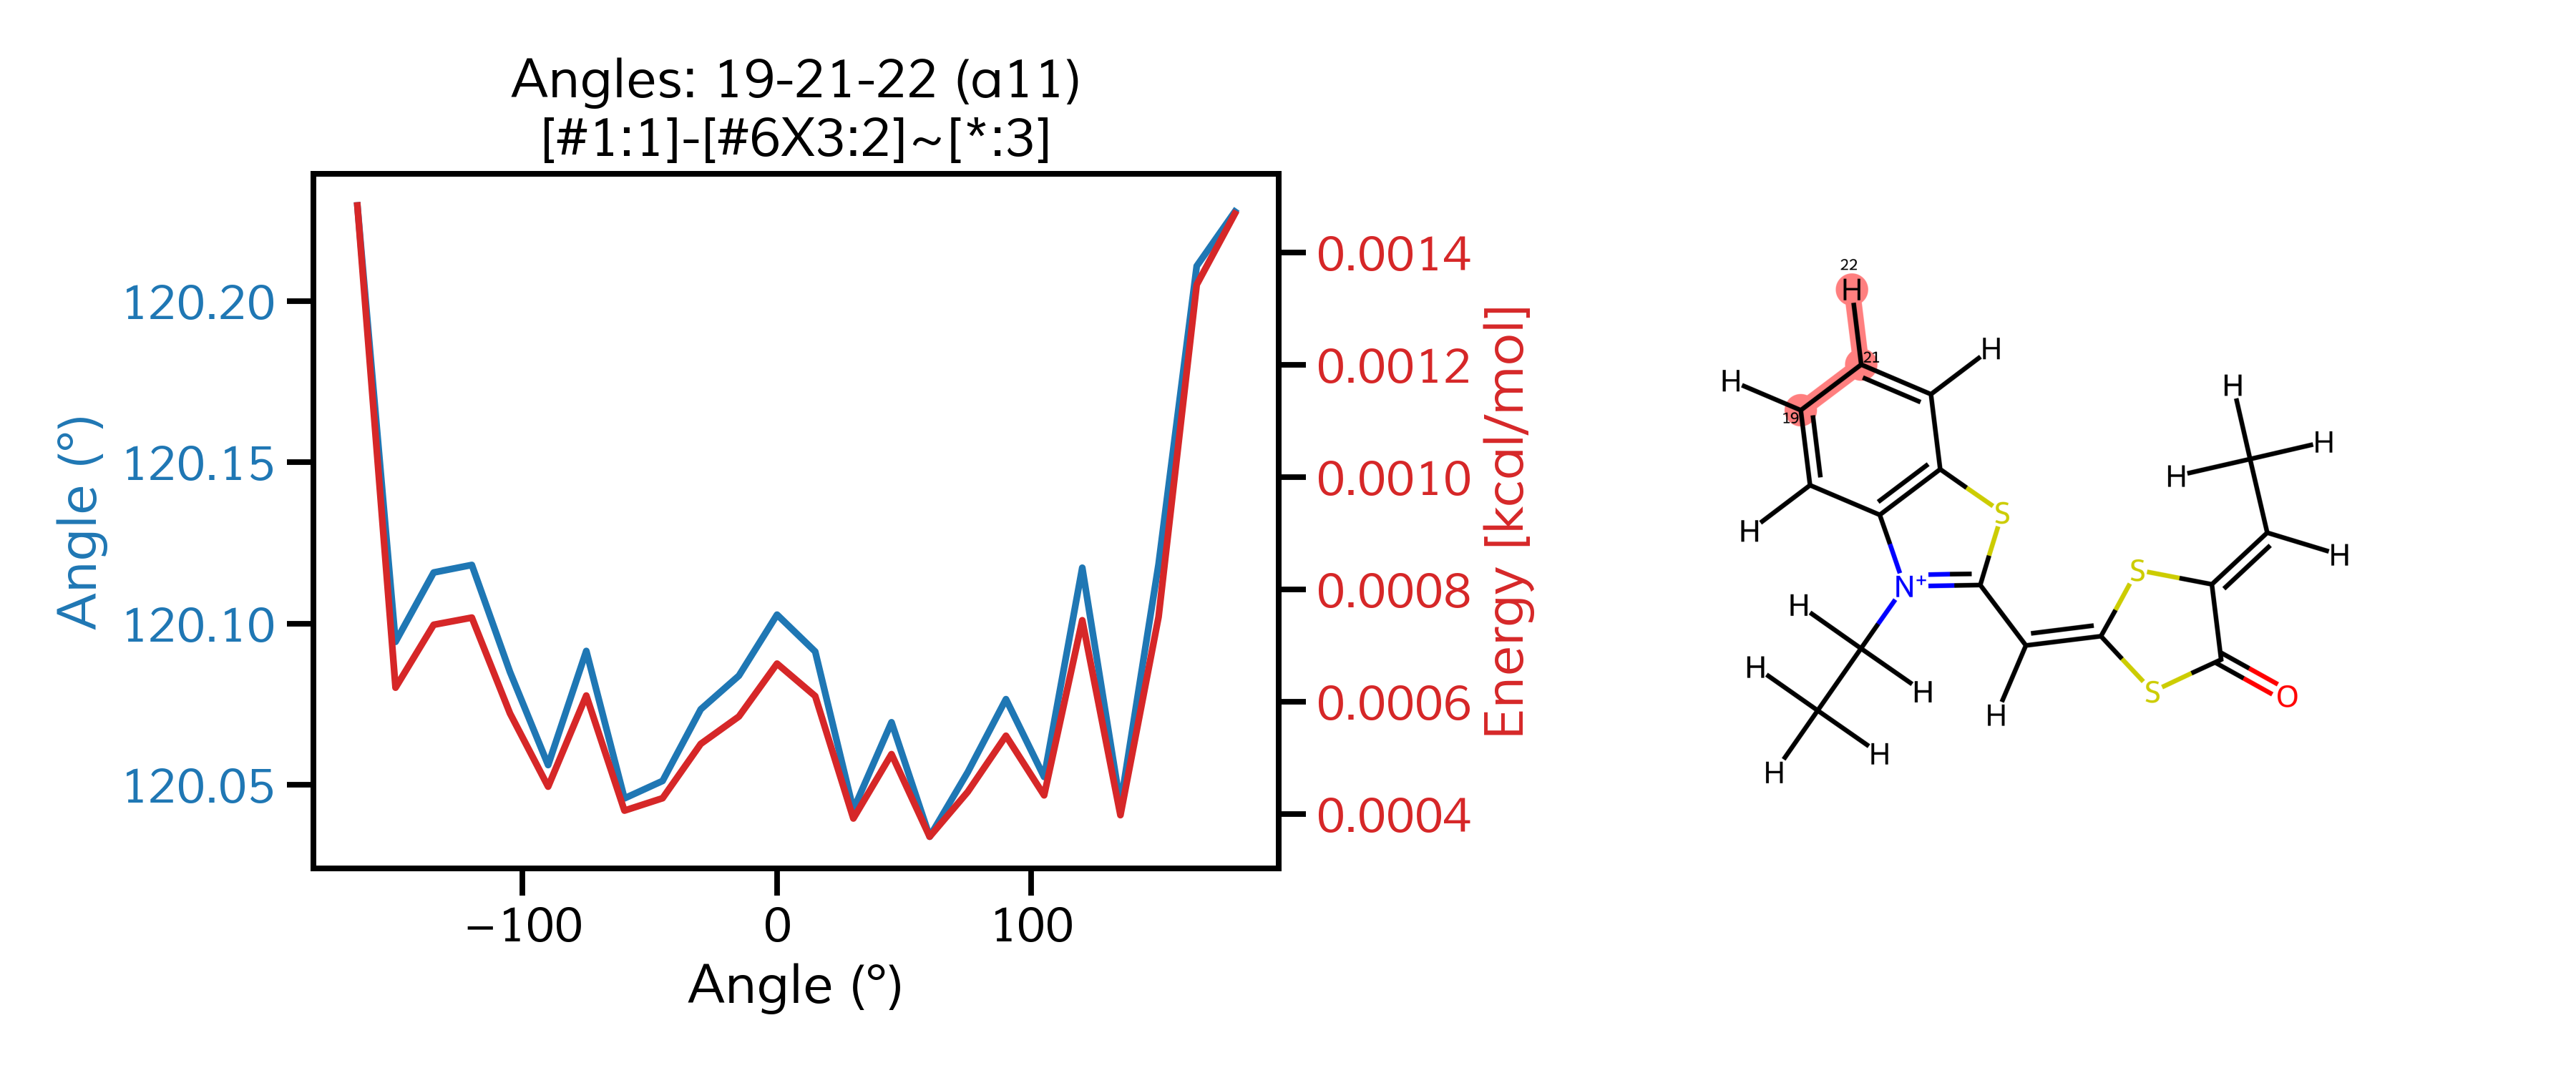 Angles: 19-21-22 (a11)
[#1:1]-[#6X3:2]~[*:3]
Angle (°)
120.20
120.15
120.10
120.05
0.0014
0.0012
0.0010
0.0008
0.0006
0.0004
Energy [kcal/mol]
−100
0
100
Angle (°)
22
H
21
H
H
19
H
S
N+
H
H
H
H
H
H
H
S
S
O
H
H
H
H